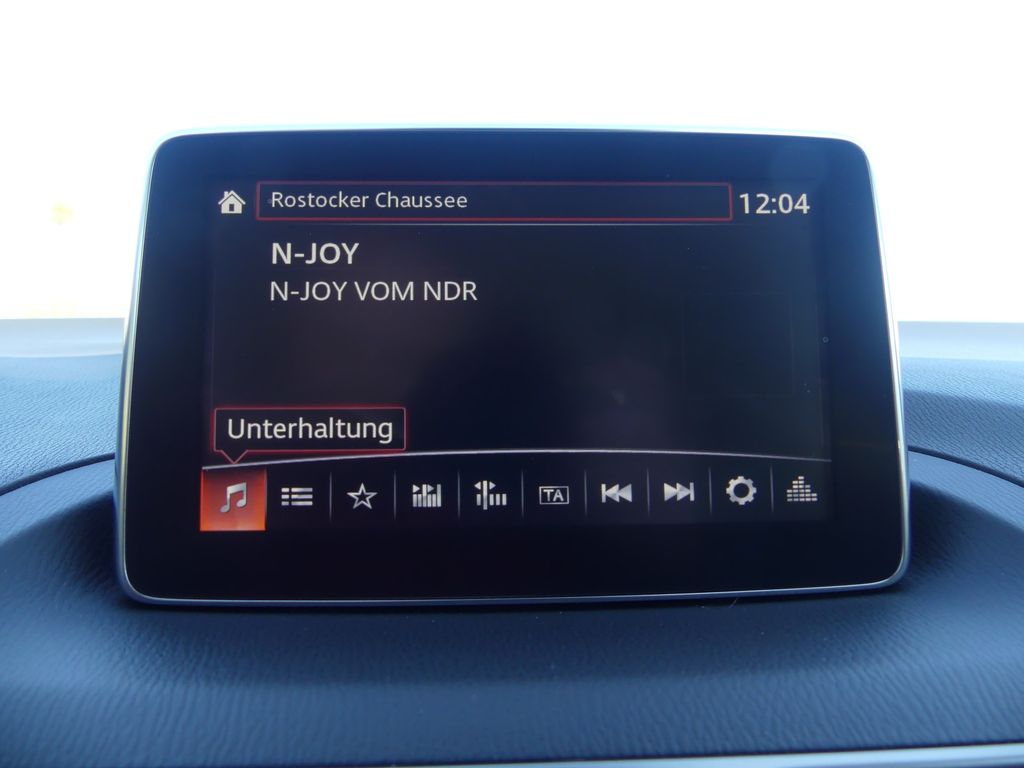 Rostocker Chaussee
12:04
N-JOY
N-JOY VOM NDR
Unterhaltung
TA